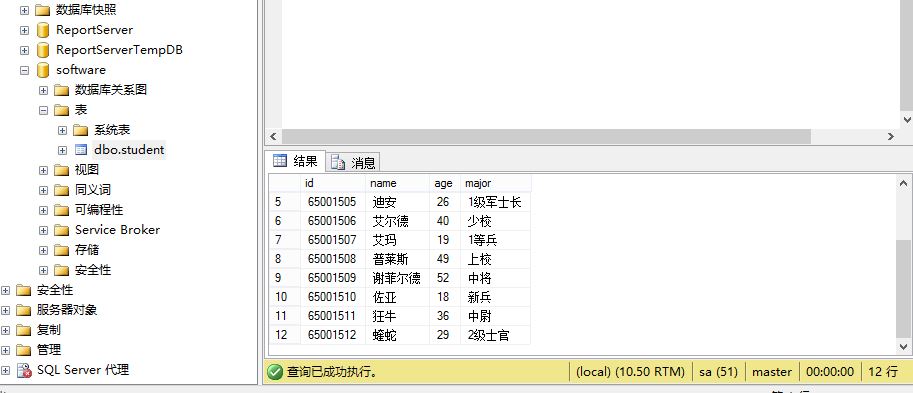 数据库快照
ReportServer
ReportServerTempDB
software
数据库关系图
表
系统表
dbo.student
视图
同义词
可编程性
Service Broker
存储
安全性
安全性
服务器对象
复制
管理
SQL Server 代理
结果 消息
id name age major
5 65001505 迪安 26 1级军士长
6 65001506 艾尔德 40 少校
7 65001507 艾玛 19 1等兵
8 65001508 普莱斯 49 上校
9 65001509 谢菲尔德 52 中将
10 65001510 佐亚 18 新兵
11 65001511 狂牛 36 中尉
12 65001512 蝰蛇 29 2级士官
查询已成功执行。 (local) (10.50 RTM) sa (51) master 00:00:00 12 行